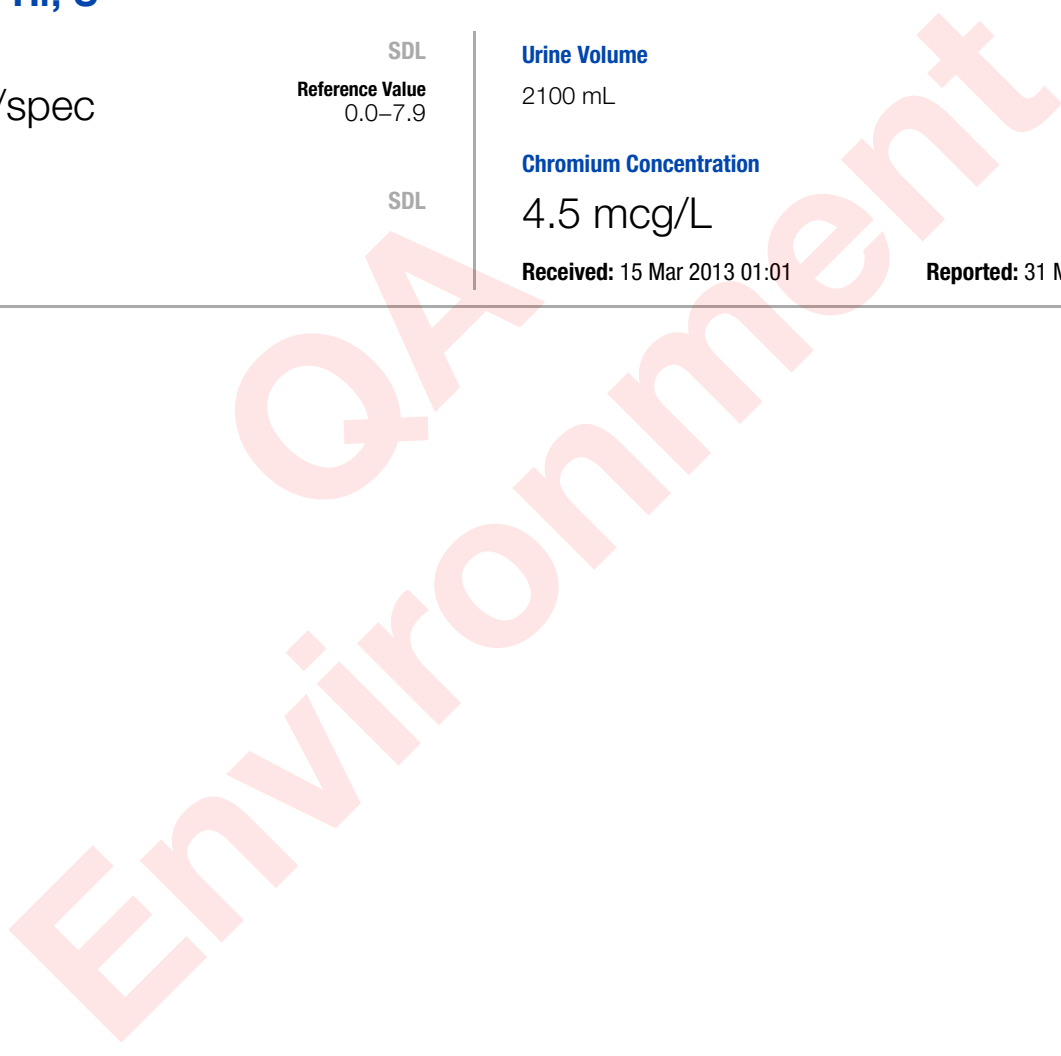 SDL
/spec
Reference Value
0.0–7.9
SDL
Urine Volume
2100 mL
Chromium Concentration
4.5 mcg/L
Received: 15 Mar 2013 01:01
Reported: 31
QA
Environment